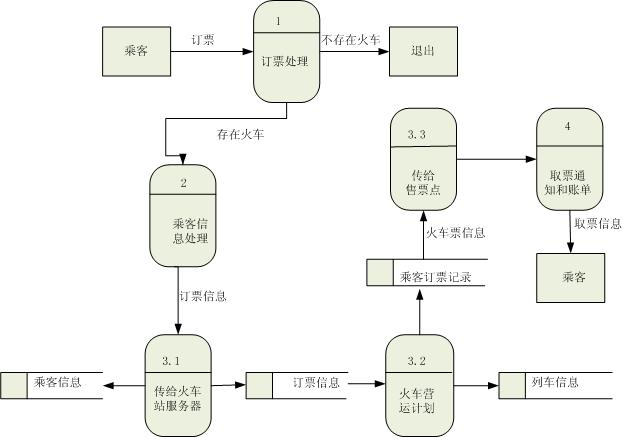 1
乘客
订票
订票处理
不存在火车
退出
存在火车
2
乘客信
息处理
订票信息
3.1
传给火车
站服务器
乘客信息
订票信息
3.2
火车营
运计划
列车信息
乘客订票记录
火车票信息
3.3
传给
售票点
4
取票通
知和账单
取票信息
乘客